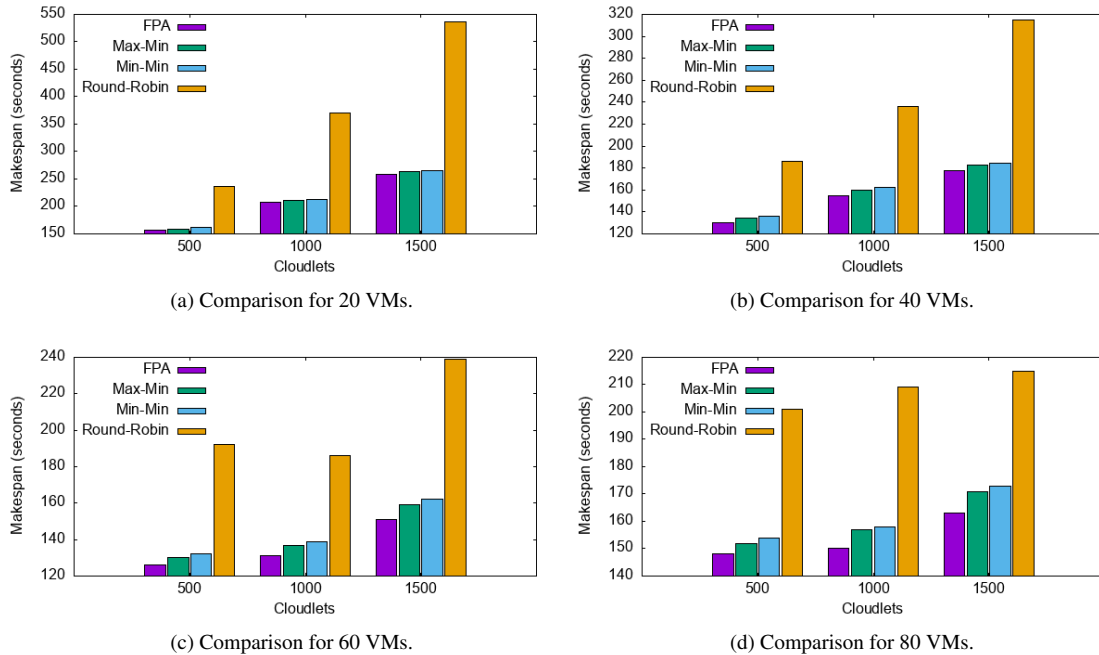 550
500
450
400
350
300
250
200
150
Makespan (seconds)
FPA
Max-Min
Min-Min
Round-Robin
500 1000 1500
Cloudlets
(a) Comparison for 20 VMs.
320
300
280
260
240
220
200
180
160
140
120
Makespan (seconds)
FPA
Max-Min
Min-Min
Round-Robin
500 1000 1500
Cloudlets
(b) Comparison for 40 VMs.
240
220
200
180
160
140
120
Makespan (seconds)
FPA
Max-Min
Min-Min
Round-Robin
500 1000 1500
Cloudlets
(c) Comparison for 60 VMs.
220
210
200
190
180
170
160
150
140
Makespan (seconds)
FPA
Max-Min
Min-Min
Round-Robin
500 1000 1500
Cloudlets
(d) Comparison for 80 VMs.